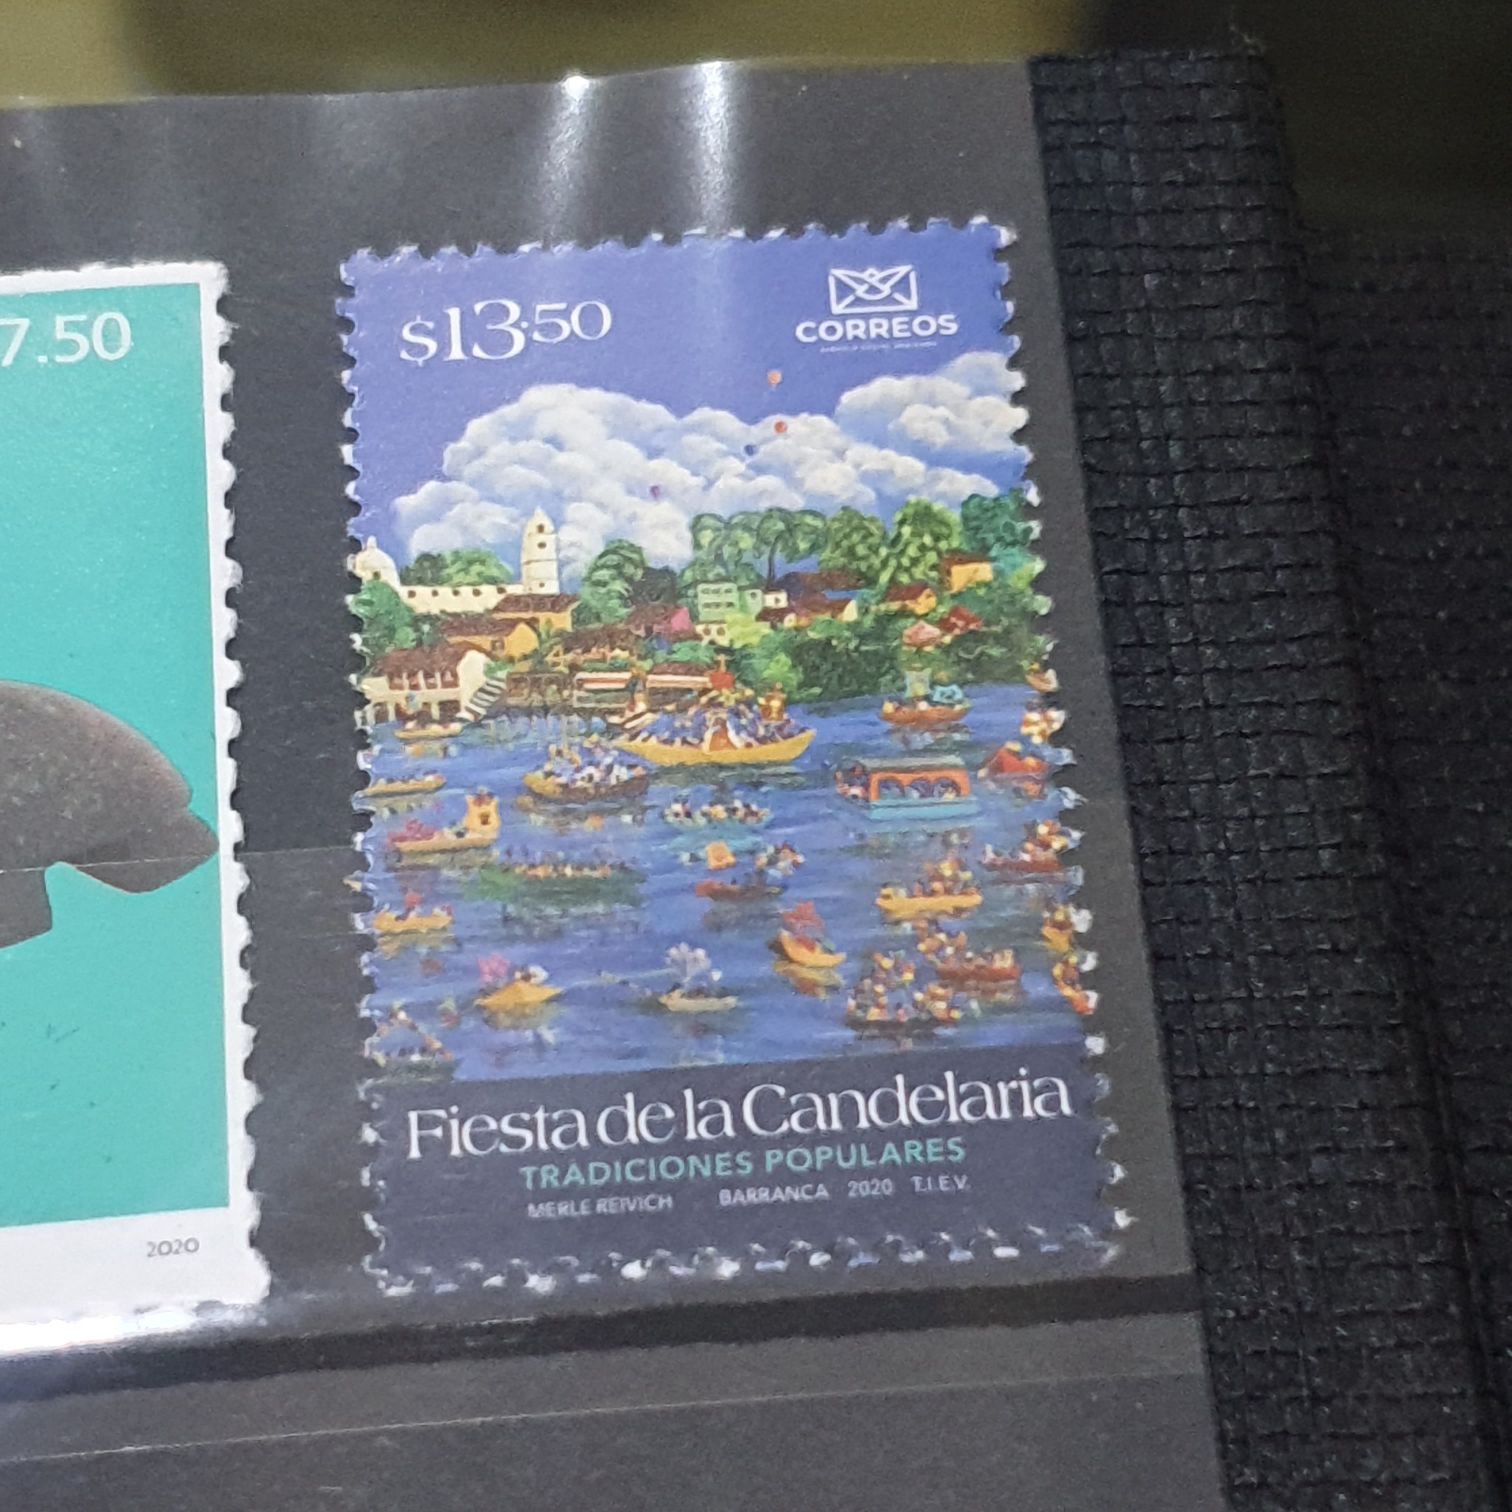 7.50
2020
$13.50
CORREOS
Fiesta de la Candelaria
TRADICIONES POPULARES
MERLE REIVICH BARRANCA 2020 T.I.E.V.